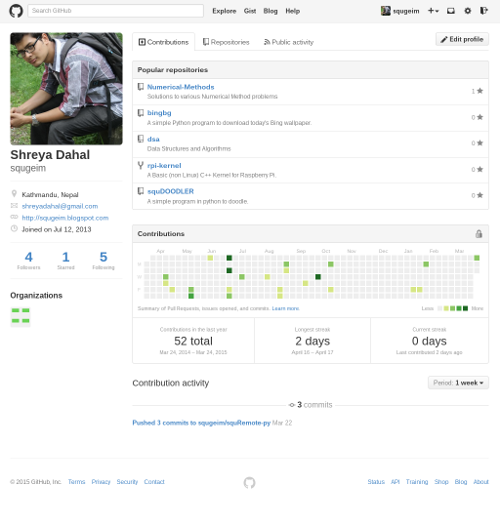 Search GitHub
Explore Gist Blog Help
squgeim
Contributions Repositories Public activity
Edit profile
Shreya Dahal
squgeim
Kathmandu, Nepal
shreyadahal@gmail.com
http://squgeim.blogspot.com
Joined on Jul 12, 2013
4 1 5
Followers Starred Following
Organizations
Popular repositories
Numerical-Methods 1
Solutions to various Numerical Method problems
bingbg 0
A simple Python program to download today's Bing wallpaper.
dsa 0
Data Structures and Algorithms
rpi-kernel 0
A Basic (non Linux) C++ Kernel for Raspberry Pi.
squDOODLER 0
A simple program in python to doodle.
Contributions
Apr May Jun Jul Aug Sep Oct Nov Dec Jan Feb Mar
M
W
F
Summary of Pull Requests, issues opened, and commits. Learn more
Less More
Contributions in the last year
52 total
Mar 24, 2014 – Mar 24, 2015
Longest streak
2 days
April 16 – April 17
Current streak
0 days
Last contributed 3 days ago
Contribution activity
Period: 1 week
3 commits
Pushed 3 commits to squgeim/squRemote-py Mar 22
© 2015 GitHub, Inc. Terms Privacy Security Contact
Status API Training Shop Blog About